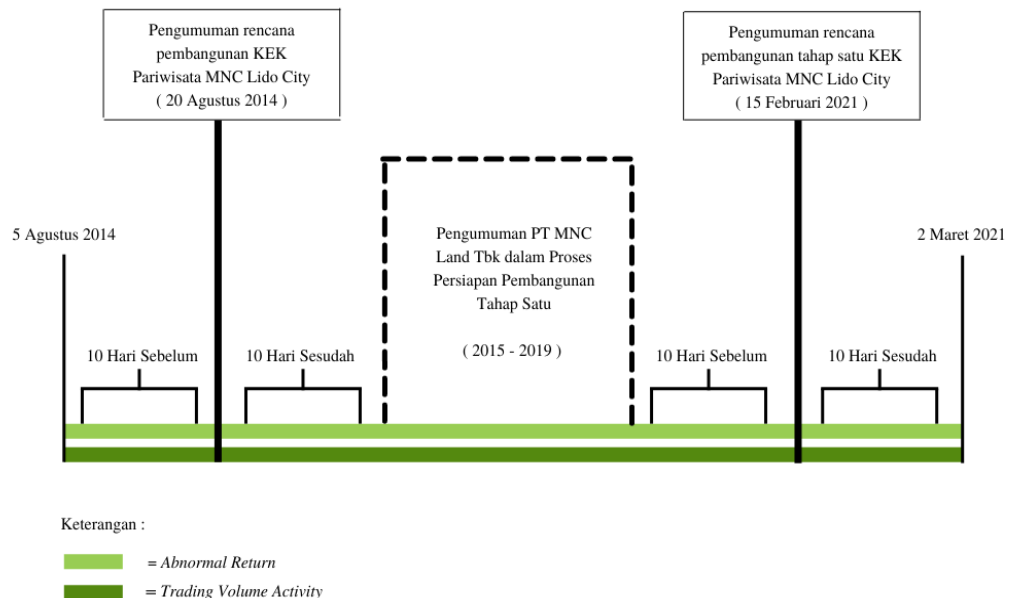 Pengumuman rencana
pembangunan KEK
Pariwisata MNC Lido City
( 20 Agustus 2014 )
Pengumuman rencana
pembangunan tahap satu KEK
Pariwisata MNC Lido City
( 15 Februari 2021 )
5 Agustus 2014
Pengumuman PT MNC
Land Tbk dalam Proses
Persiapan Pembangunan
Tahap Satu
( 2015 - 2019 )
2 Maret 2021
10 Hari Sebelum
10 Hari Sesudah
10 Hari Sebelum
10 Hari Sesudah
Keterangan :
= Abnormal Return
= Trading Volume Activity